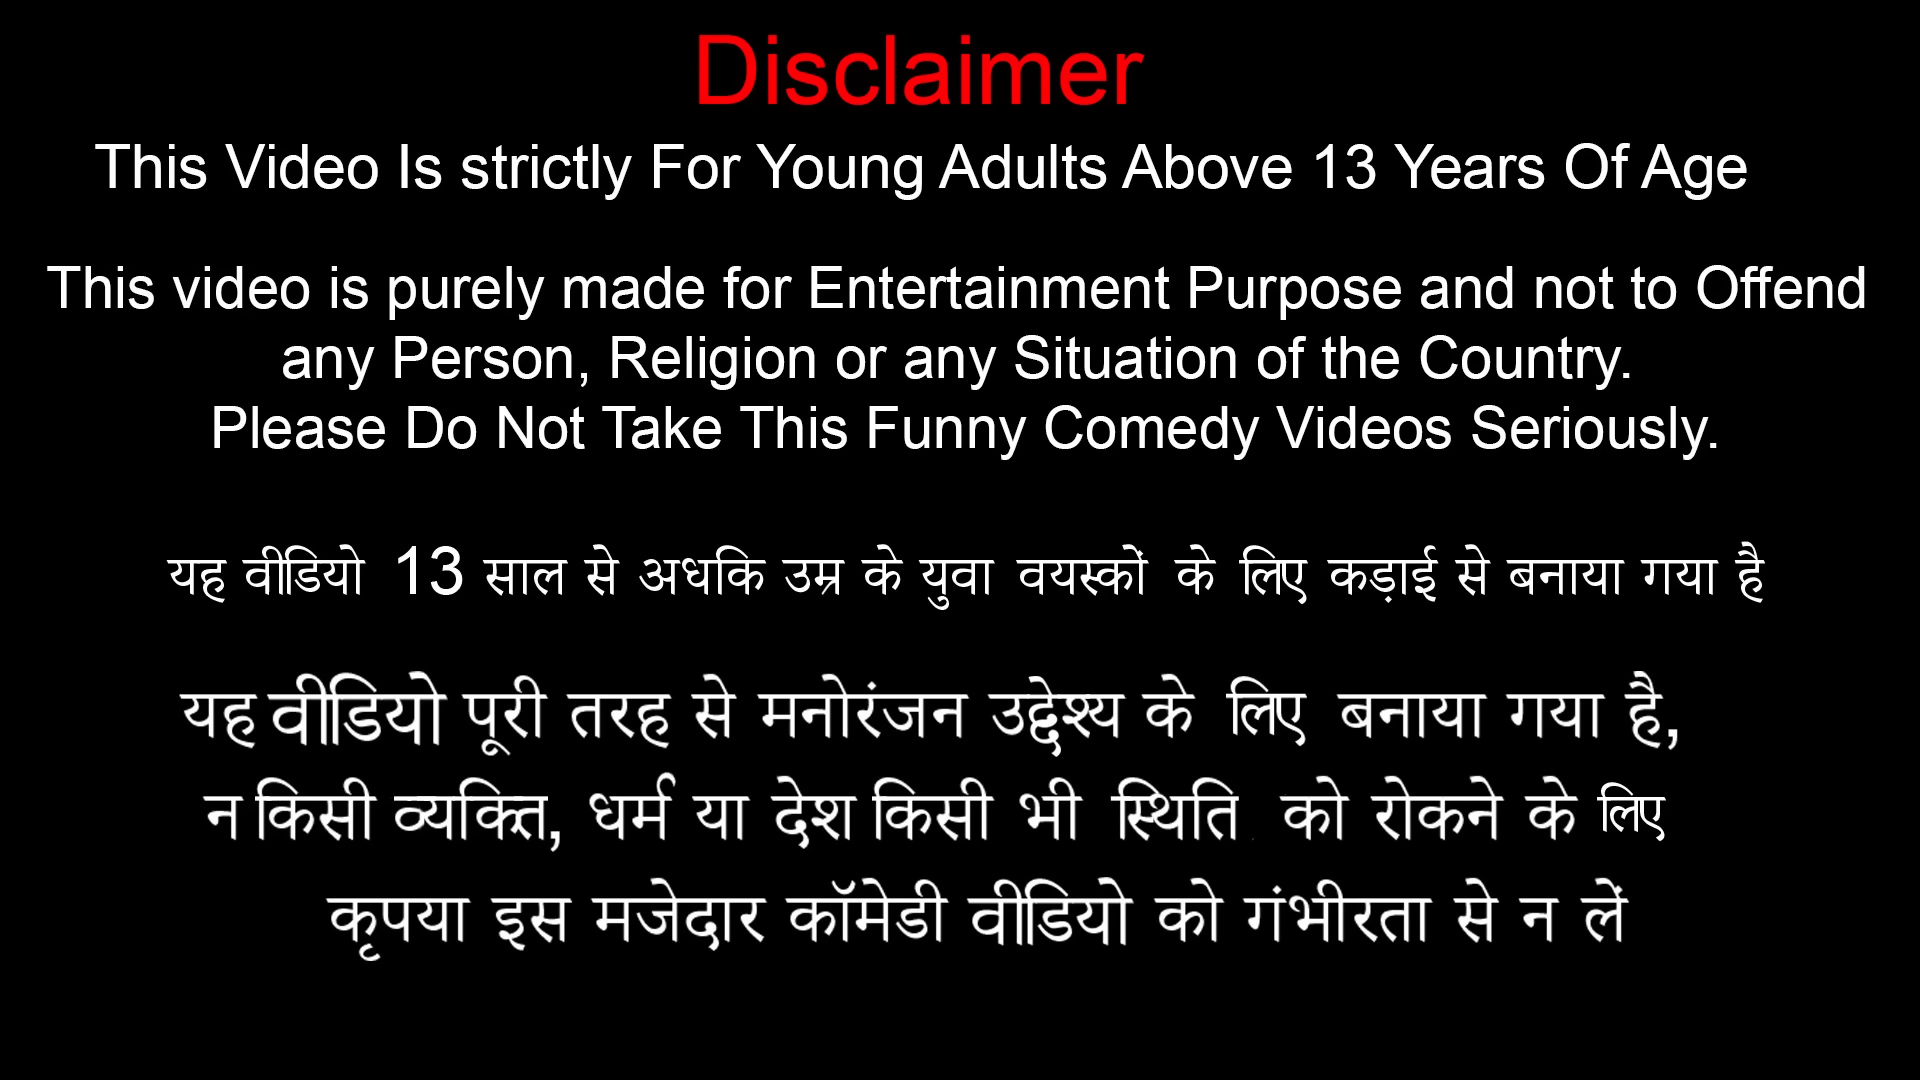 Disclaimer
This Video Is strictly For Young Adults Above 13 Years Of Age
This video is purely made for Entertainment Purpose and not to Offend
any Person, Religion or any Situation of the Country.
Please Do Not Take This Funny Comedy Videos Seriously.
यह वीडियो 13 साल से अधकि उम्र के युवा वयस्कों के लिए कड़ाई से बनाया गया है
यह वीडियो पूरी तरह से मनोरंजन उद्देश्य के लिए बनाया गया है,
न किसी व्यक्ति, धर्म या देश किसी भी स्थिति को रोकने के लिए
कृपया इस मजेदार कॉमेडी वीडियो को गंभीरता से न लें